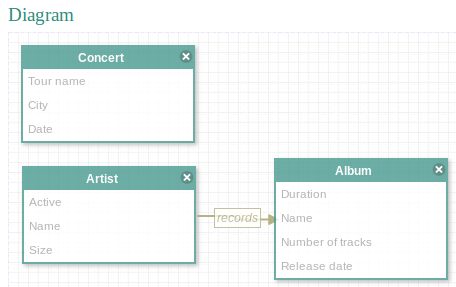 Diagram
Concert
Tour name
City
Date
Artist
Active
Name
Size
records
Album
Duration
Name
Number of tracks
Release date